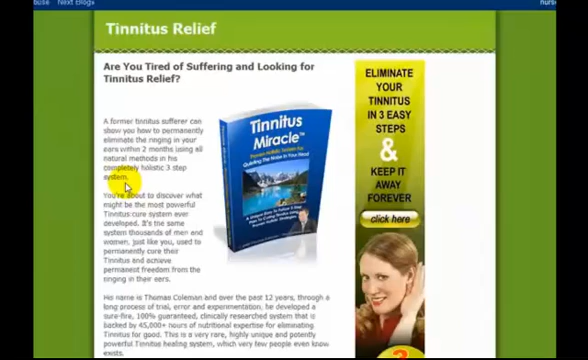 Next Blog»
Tinnitus Relief
Are You Tired of Suffering and Looking for
Tinnitus Relief?
A former tinnitus sufferer can
show you how to permanently
eliminate the ringing in your
ears within 2 months using all
natural methods in his
completely holistic 3 step
system.
You're about to discover what
might be the most powerful
Tinnitus cure system ever
developed. It's the same
system thousands of men and
women, just like you, used to
permanently cure their
Tinnitus and achieve
permanent freedom from the
ringing in their ears.
His name is Thomas Coleman and over the past 12 years, through a
long process of trial, error and experimentation, he developed a
sure-fire, 100% guaranteed, clinically researched system that is
backed by 45,000+ hours of nutritional expertise for eliminating
Tinnitus for good. This is a very rare, highly unique and potently
powerful Tinnitus healing system, which very few people even know
exists.
Tinnitus
Miracle™
Quieting The Noise In Your Head
ELIMINATE
YOUR
TINNITUS
IN 3 EASY
STEPS
&
KEEP IT
AWAY
FOREVER
click here